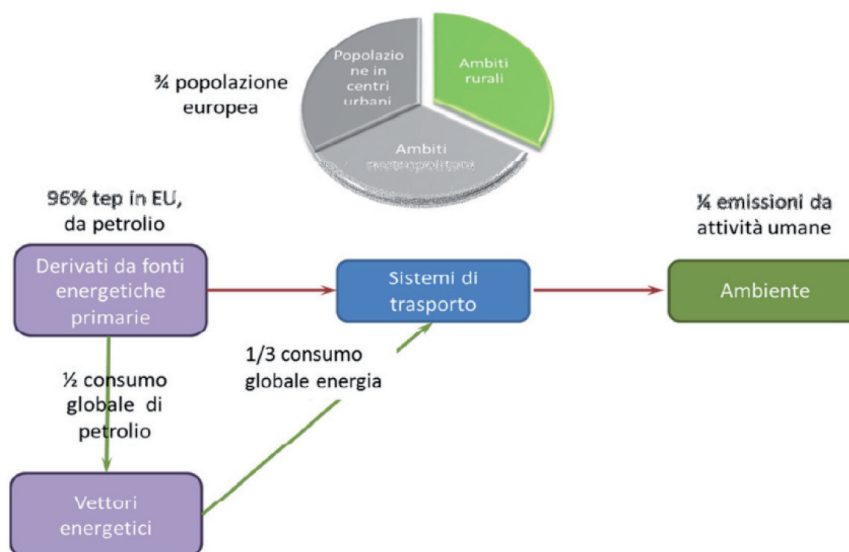 Popolazio
ne in
centri
urbani
Ambiti
rurali
¾ popolazione
europea
Ambiti
metropolitani
96% tep in EU,
da petrolio
¼ emissioni da
attività umane
Derivati da fonti
energetiche
primarie
Sistemi di
trasporto
Ambiente
1/3 consumo
globale energia
½ consumo
globale di
petrolio
Vettori
energetici